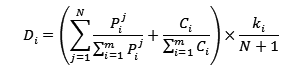 $D_i = \left( \sum_{j=1}^{N} \frac{P_i^j}{\sum_{i=1}^{m} P_i^j} + \frac{C_i}{\sum_{i=1}^{m} C_i} \right) \times \frac{k_i}{N+1}$